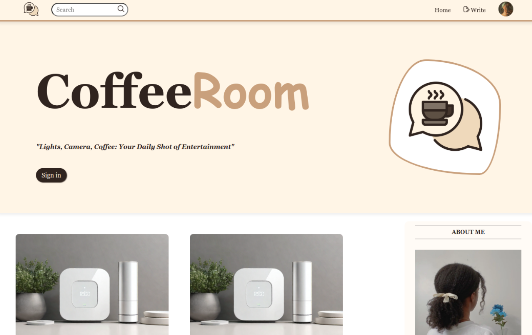 Search
Home
Write
CoffeeRoom
"Lights, Camera, Coffee: Your Daily Shot of Entertainment"
Sign in
ABOUT ME